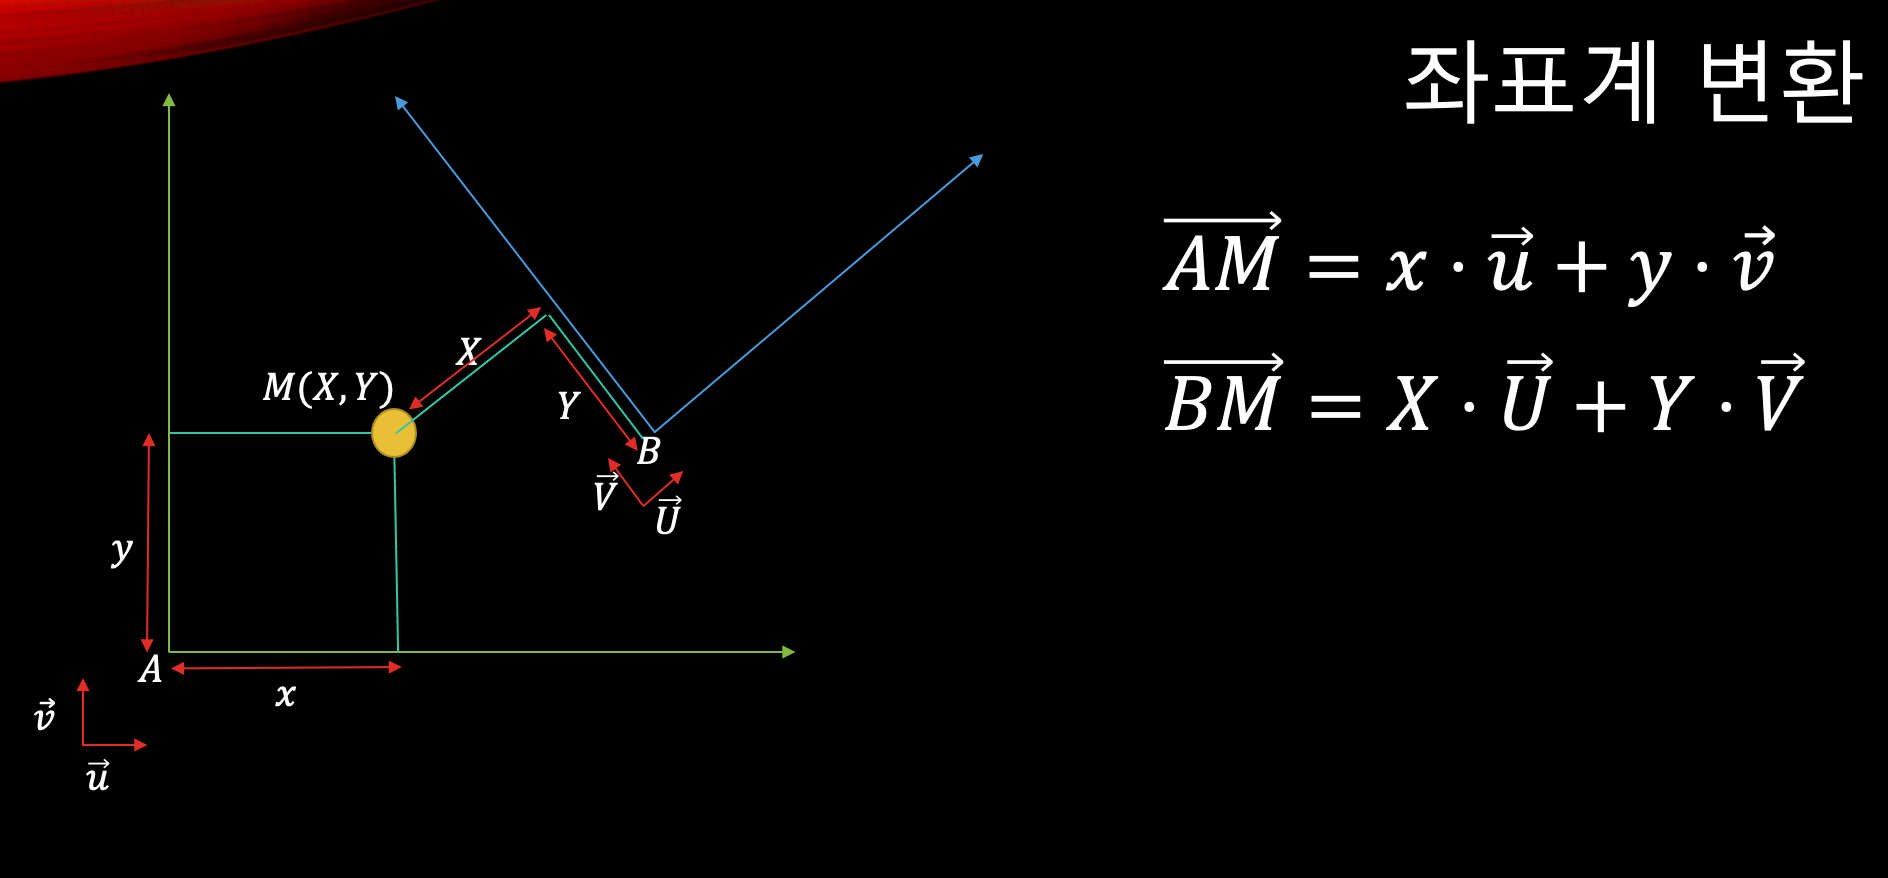 좌표계 변환
$\overrightarrow{AM} = x \cdot \vec{u} + y \cdot \vec{v}$
$\overrightarrow{BM} = X \cdot \vec{U} + Y \cdot \vec{V}$
X
M(X, Y)
Y
B
$\vec{V}$
$\vec{U}$
y
A
x
$\vec{v}$
$\vec{u}$